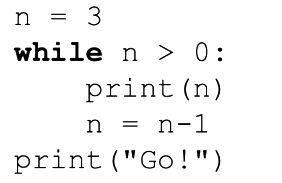 n = 3
while n > 0:
    print(n)
    n = n-1
print("Go!")